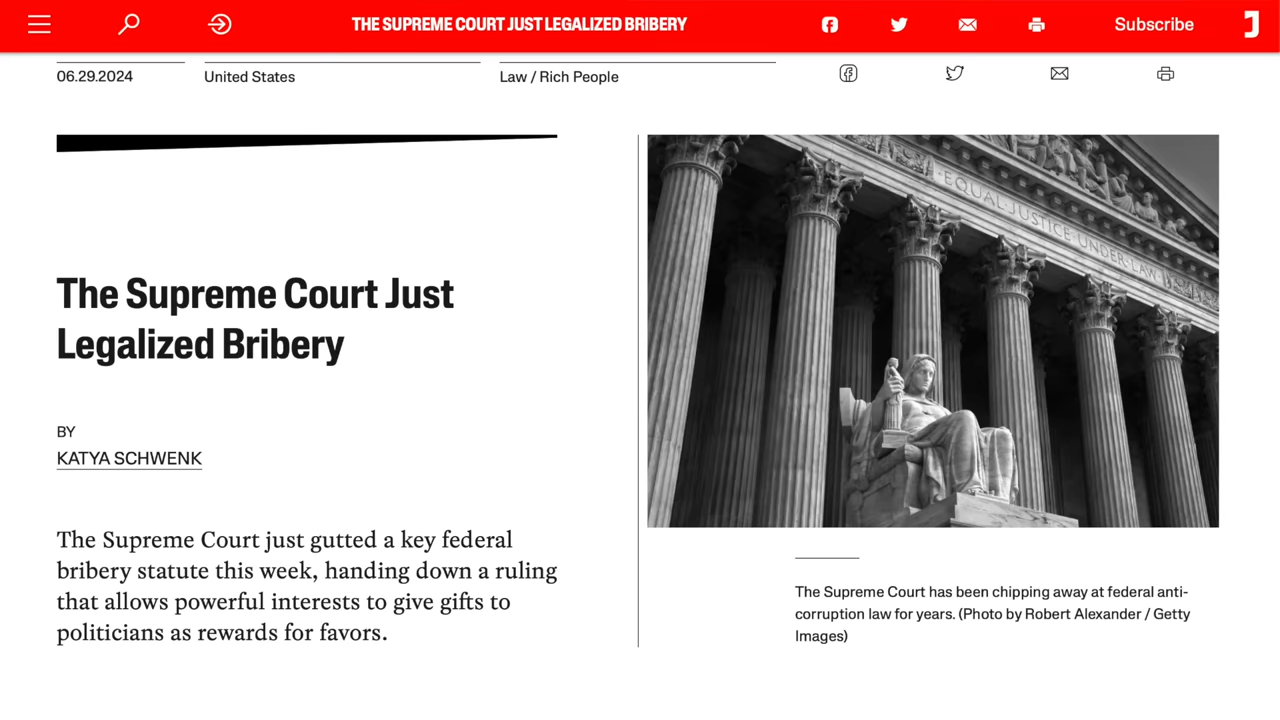 THE SUPREME COURT JUST LEGALIZED BRIBERY
Subscribe
J
06.29.2024
United States
Law / Rich People
EQUAL·JUSTICE·UNDER·LAW
The Supreme Court Just
Legalized Bribery
BY
KATYA SCHWENK
The Supreme Court just gutted a key federal
bribery statute this week, handing down a ruling
that allows powerful interests to give gifts to
politicians as rewards for favors.
The Supreme Court has been chipping away at federal anti-
corruption law for years. (Photo by Robert Alexander / Getty
Images)